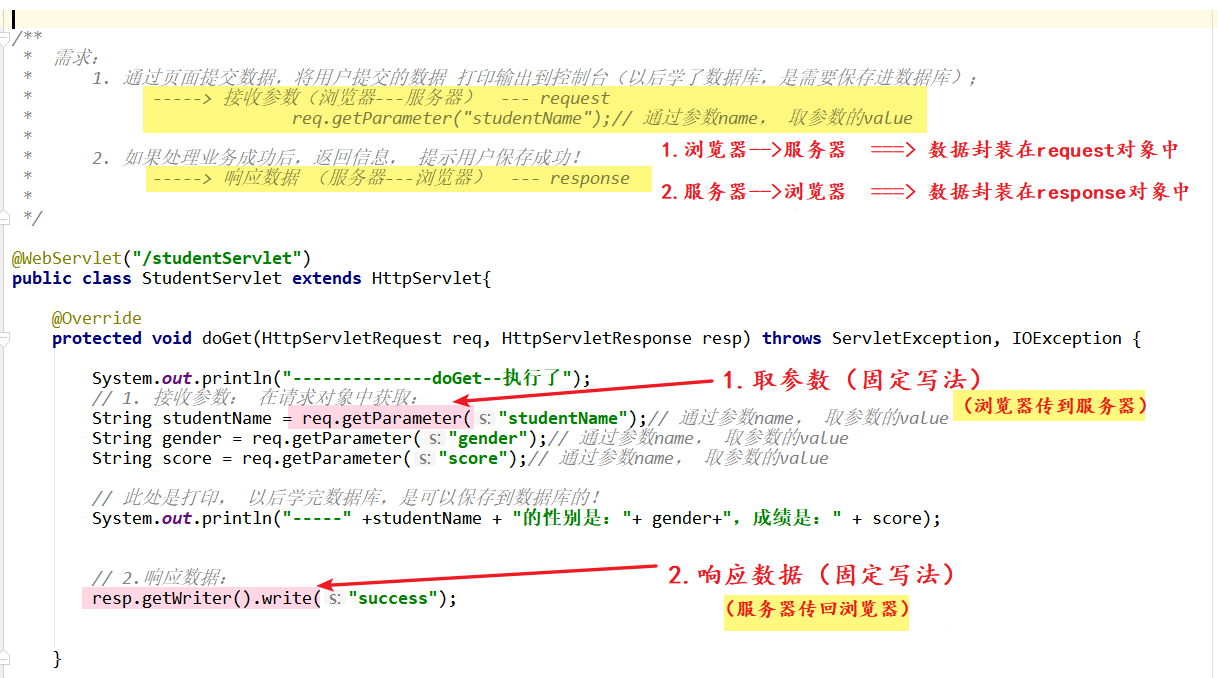 /**
*  需求：
*     1. 通过页面提交数据，将用户提交的数据 打印输出到控制台（以后学了数据库，是需要保存进数据库）；
*        -----> 接收参数（浏览器---服务器）  --- request
*               req.getParameter("studentName");// 通过参数name， 取参数的value
*
*     2. 如果处理业务成功后，返回信息， 提示用户保存成功！
*        -----> 响应数据 （服务器---浏览器）  --- response
*
*/
1.浏览器-->服务器  ===> 数据封装在request对象中
2.服务器-->浏览器  ===> 数据封装在response对象中
@WebServlet("/studentServlet")
public class StudentServlet extends HttpServlet{
@Override
protected void doGet(HttpServletRequest req, HttpServletResponse resp) throws ServletException, IOException {
System.out.println("--------------doGet--执行了");
1.取参数（固定写法）
（浏览器传到服务器）
// 1. 接收参数： 在请求对象中获取：
String studentName = req.getParameter( s: "studentName");// 通过参数name， 取参数的value
String gender = req.getParameter( s: "gender");// 通过参数name， 取参数的value
String score = req.getParameter( s: "score");// 通过参数name， 取参数的value
// 此处是打印， 以后学完数据库，是可以保存到数据库的！
System.out.println("-----" +studentName + "的性别是："+ gender+"，成绩是：" + score);
// 2.响应数据：
2.响应数据（固定写法）
resp.getWriter().write( s: "success");
（服务器传回浏览器）
}